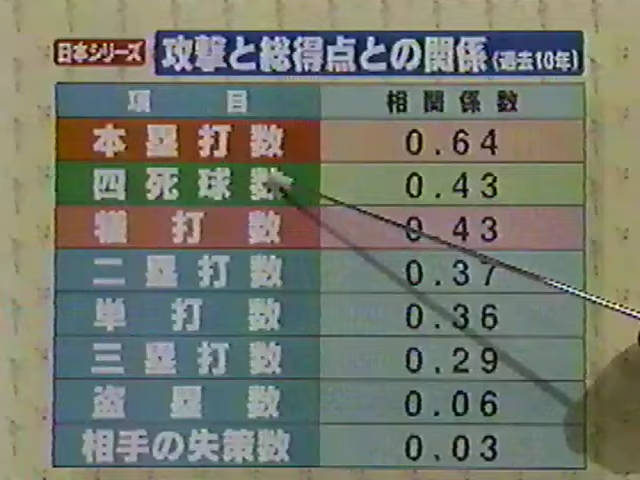 日本シリーズ 攻撃と総得点との関係(過去10年)
項目 相関係数
本塁打数 0.64
四死球数 0.43
犠打数 0.43
二塁打数 0.37
単打数 0.36
三塁打数 0.29
盗塁数 0.06
相手の失策数 0.03